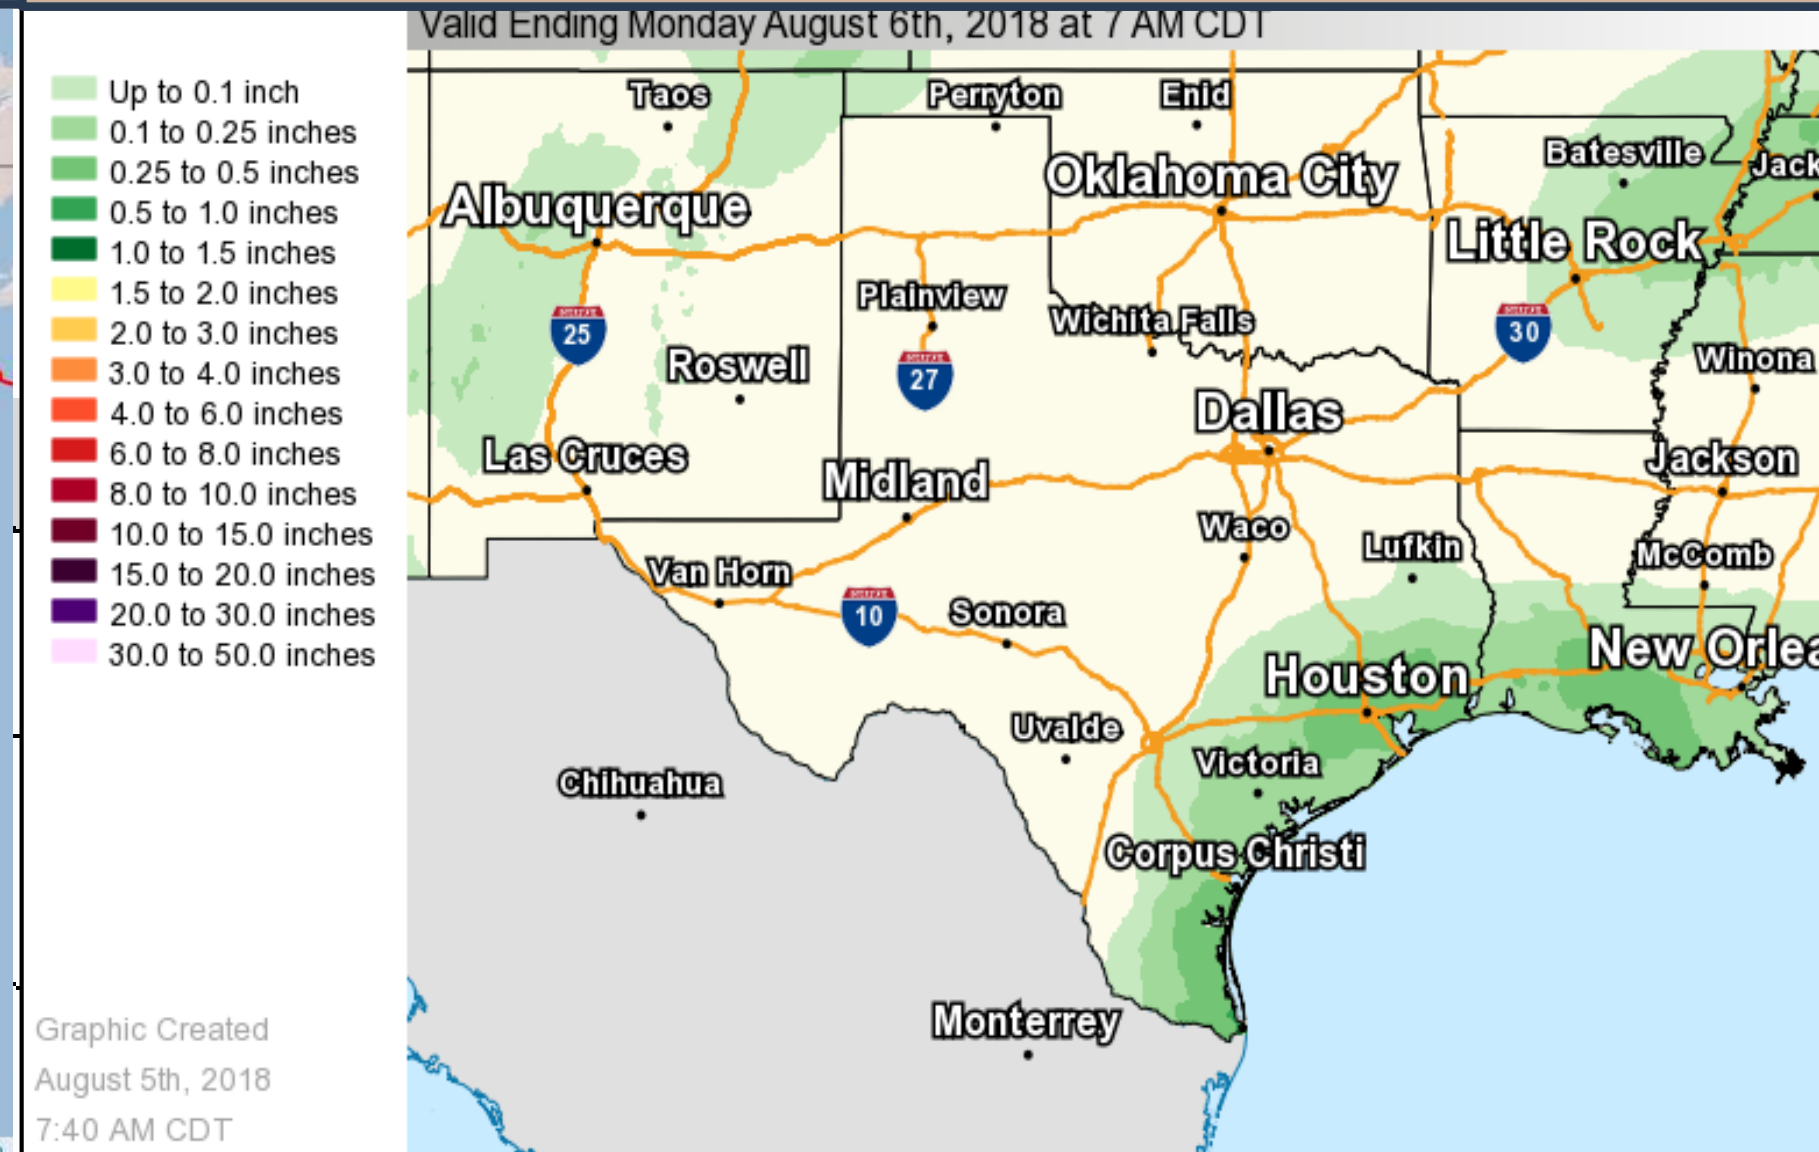 Valid Ending Monday August 6th, 2018 at 7 AM CDT
Up to 0.1 inch
0.1 to 0.25 inches
0.25 to 0.5 inches
0.5 to 1.0 inches
1.0 to 1.5 inches
1.5 to 2.0 inches
2.0 to 3.0 inches
3.0 to 4.0 inches
4.0 to 6.0 inches
6.0 to 8.0 inches
8.0 to 10.0 inches
10.0 to 15.0 inches
15.0 to 20.0 inches
20.0 to 30.0 inches
30.0 to 50.0 inches
Graphic Created
August 5th, 2018
7:40 AM CDT
Taos
Perryton
Enid
Batesville
Jack
Oklahoma City
Albuquerque
Little Rock
Plainview
Wichita Falls
25
30
Roswell
27
Winona
Dallas
Las Cruces
Midland
Jackson
Waco
Lufkin
McComb
Van Horn
10
Sonora
New Orlea
Houston
Uvalde
Victoria
Chihuahua
Corpus Christi
Monterrey